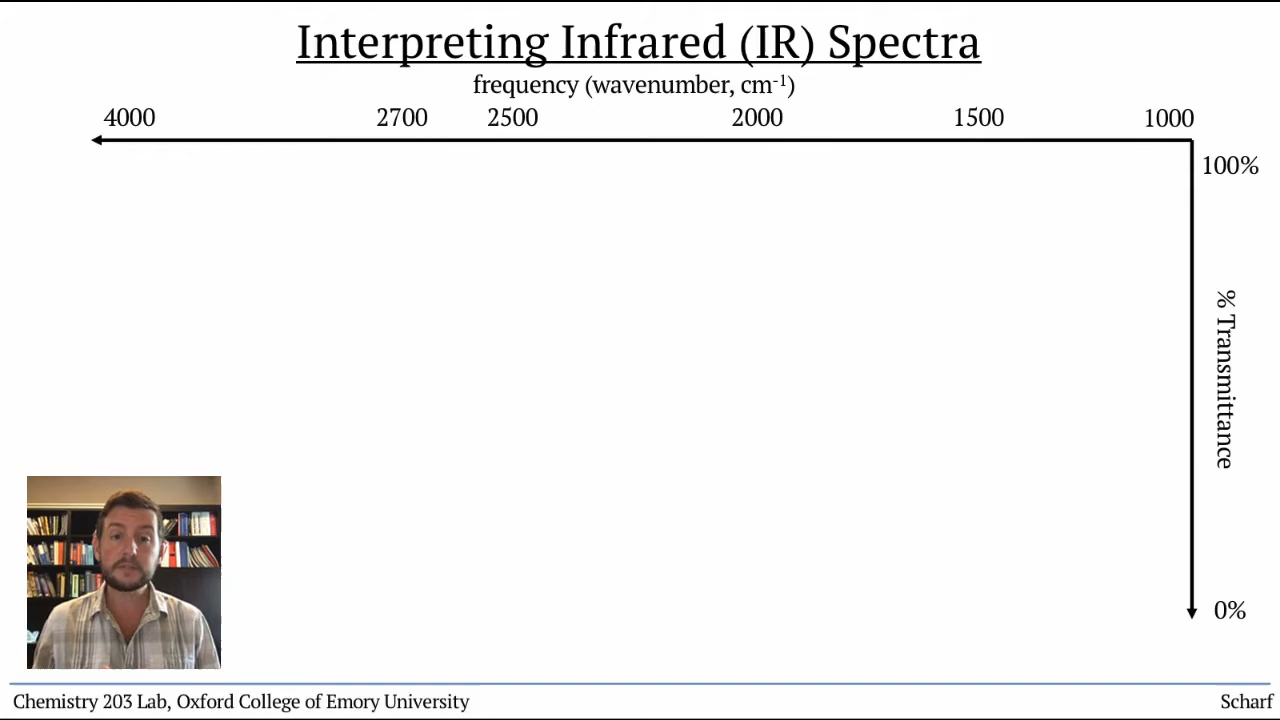 Interpreting Infrared (IR) Spectra
frequency (wavenumber, cm⁻¹)
4000 2700 2500 2000 1500 1000
100%
% Transmittance
0%
Chemistry 203 Lab, Oxford College of Emory University
Scharf